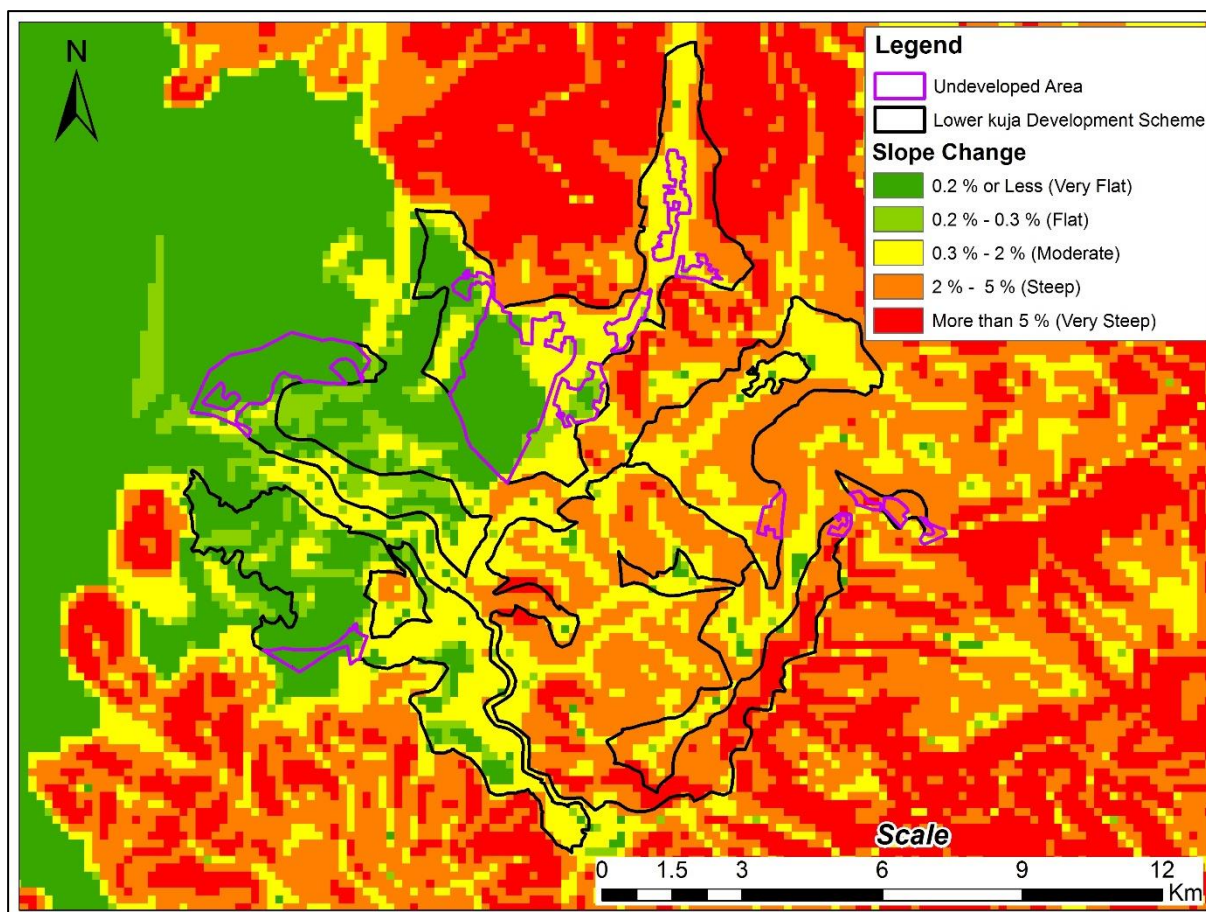 N
Legend
Undeveloped Area
Lower kuja Development Scheme
Slope Change
0.2 % or Less (Very Flat)
0.2 % - 0.3 % (Flat)
0.3 % - 2 % (Moderate)
2 % - 5 % (Steep)
More than 5 % (Very Steep)
Scale
0 1.5 3 6 9 12
Km